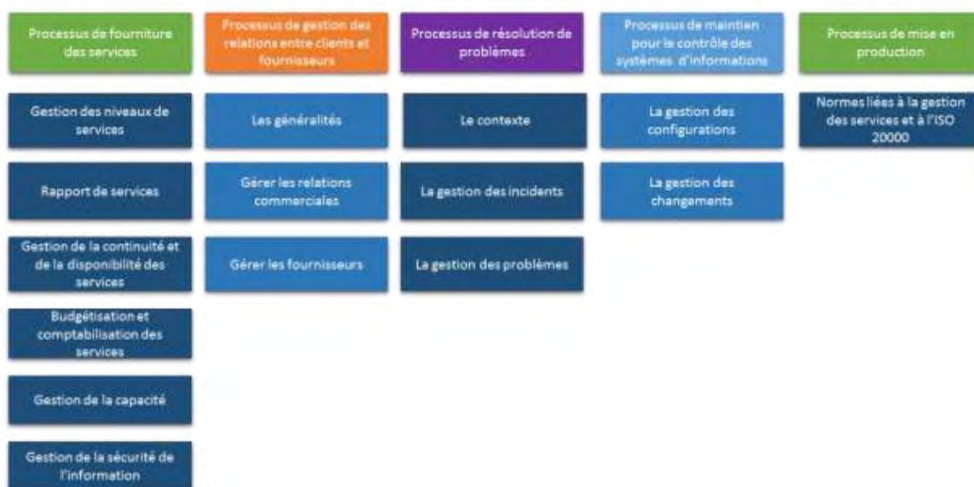 Processus de fourniture
des services
Processus de gestion des
relations entre clients et
fournisseurs
Processus de résolution de
problèmes
Processus de maintien
pour le contrôle des
systèmes d'informations
Processus de mise en
production
Gestion des niveaux de
services
Rapport de services
Gestion de la continuité et
de la disponibilité des
services
Budgétisation et
comptabilisation des
services
Gestion de la capacité
Gestion de la sécurité de
l'information
Les généralités
Gérer les relations
commerciales
Gérer les fournisseurs
Le contexte
La gestion des incidents
La gestion des problèmes
La gestion des
configurations
La gestion des
changements
Normes liées à la gestion
des services et à l'ISO
20000